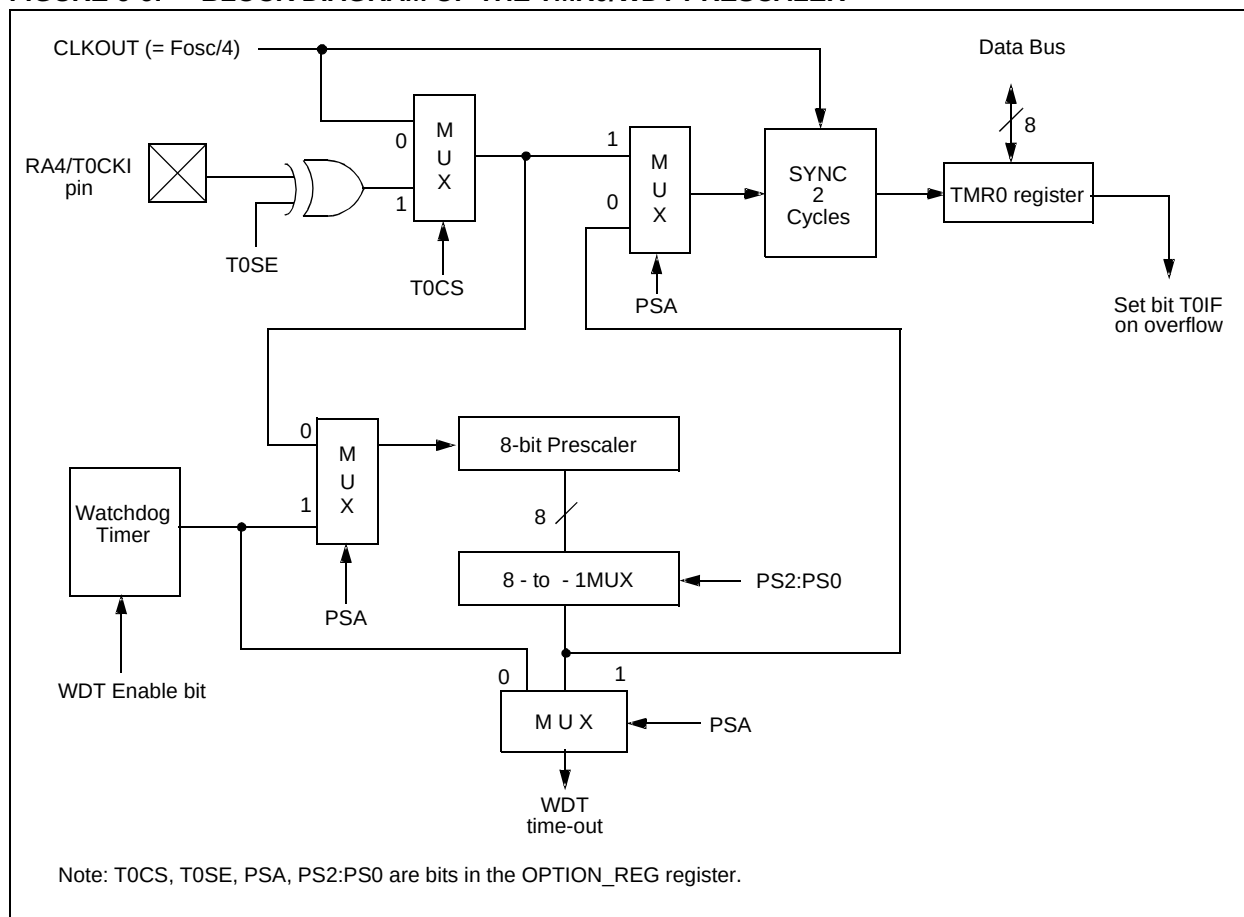 CLKOUT (= Fosc/4)
Data Bus
8
RA4/T0CKI
pin
T0SE
0
1
M
U
X
T0CS
1
0
M
U
X
PSA
SYNC
2
Cycles
TMR0 register
Set bit T0IF
on overflow
0
1
M
U
X
PSA
8-bit Prescaler
8
8 - to - 1MUX
PS2:PS0
Watchdog
Timer
WDT Enable bit
0
1
M U X
PSA
WDT
time-out
Note: T0CS, T0SE, PSA, PS2:PS0 are bits in the OPTION_REG register.